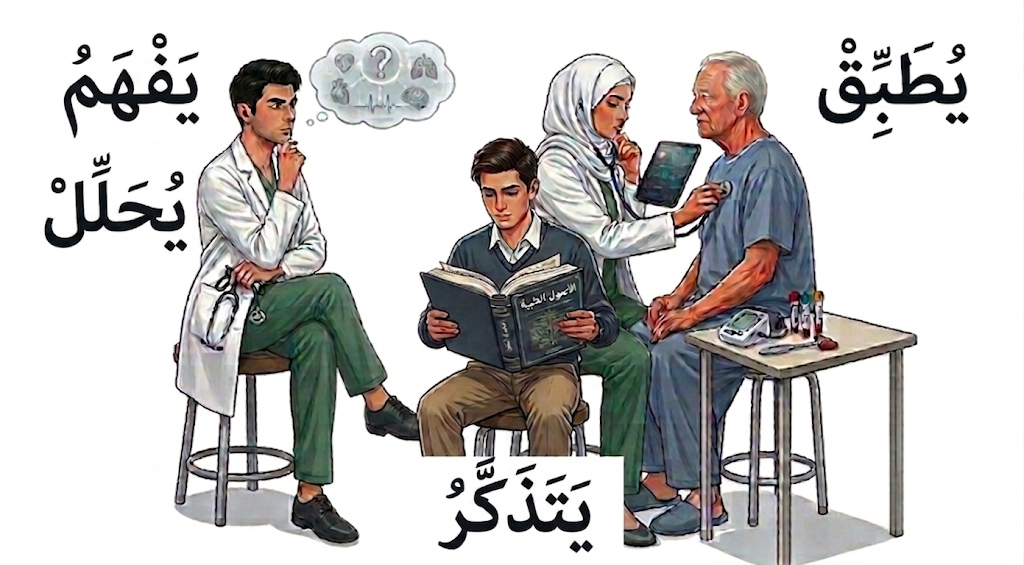 يُطَبِّقْ
يَفْهَمُ
يُحَلِّلْ
الأصول الطبية
يَتَذَكَّرُ